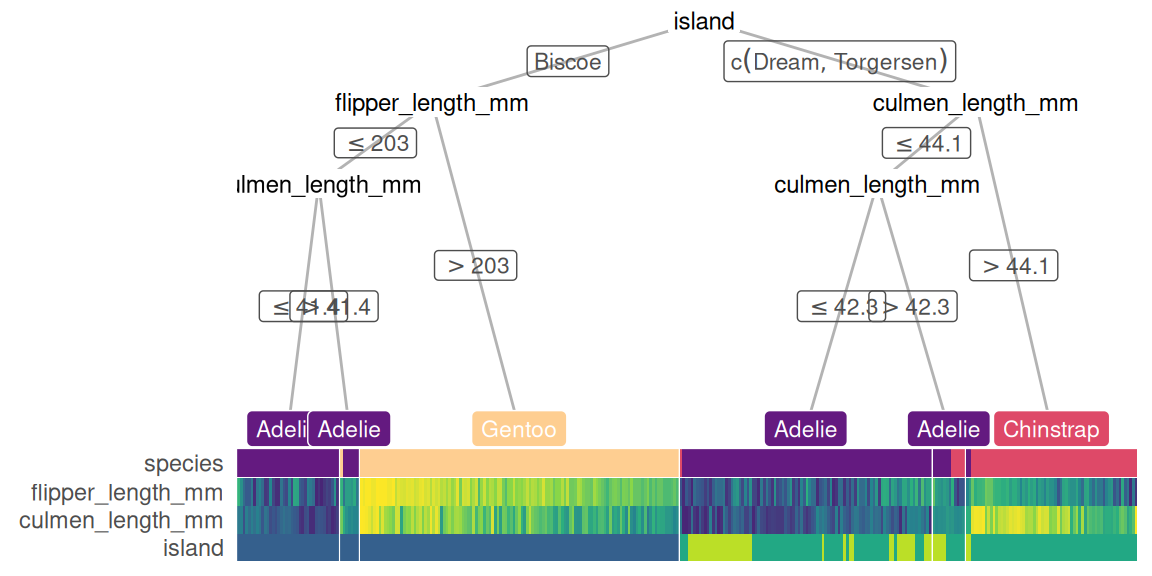 island
Biscoe
c(Dream, Torgersen)
flipper_length_mm
culmen_length_mm
≤ 203
≤ 44.1
ulmen_length_mm
culmen_length_mm
> 203
> 44.1
≤ 41.4
> 41.4
≤ 42.3
> 42.3
Adeli
Adelie
Gentoo
Adelie
Adelie
Chinstrap
species
flipper_length_mm
culmen_length_mm
island